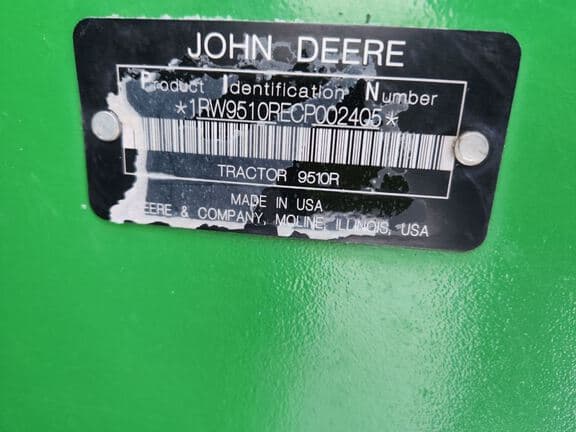 JOHN DEERE
Product Identification Number
*1RW9510RECP002405*
TRACTOR 9510R
MADE IN USA
DEERE & COMPANY, MOLINE, ILLINOIS, USA